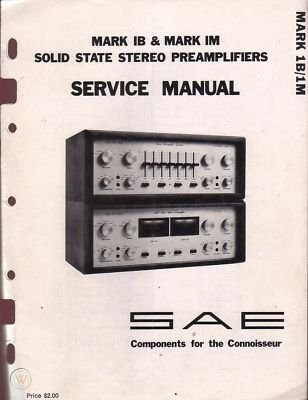 MARK IB & MARK IM
SOLID STATE STEREO PREAMPLIFIERS
SERVICE MANUAL
MARK 1B/1M
SAE
Components for the Connoisseur
Price $2.00